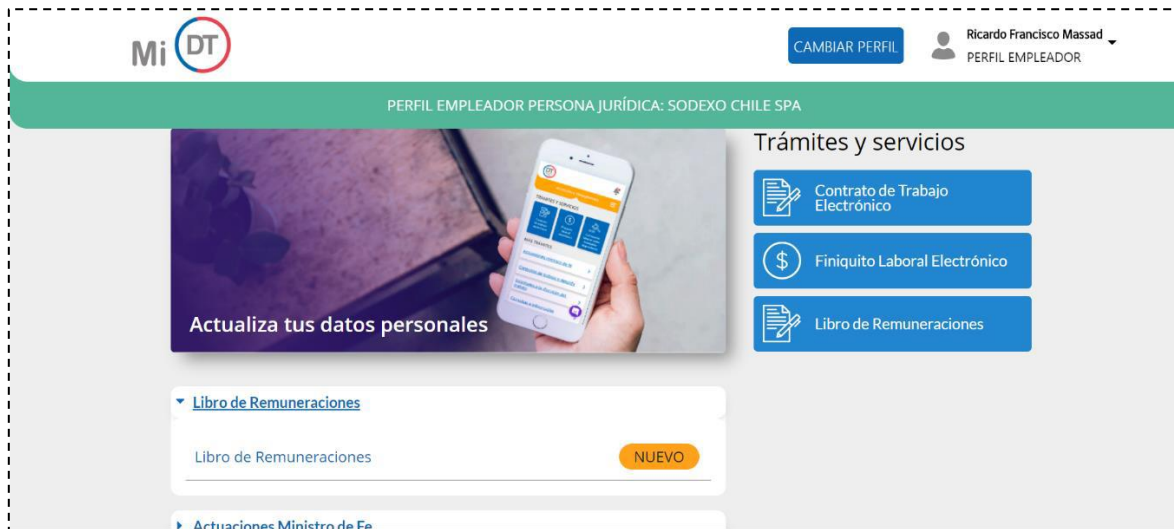 Mi DT
CAMBIAR PERFIL
Ricardo Francisco Massad
PERFIL EMPLEADOR
PERFIL EMPLEADOR PERSONA JURÍDICA: SODEXO CHILE SPA
Actualiza tus datos personales
Trámites y servicios
Contrato de Trabajo
Electrónico
Finiquito Laboral Electrónico
Libro de Remuneraciones
Libro de Remuneraciones
Libro de Remuneraciones
NUEVO
Actuaciones Ministro de Fe